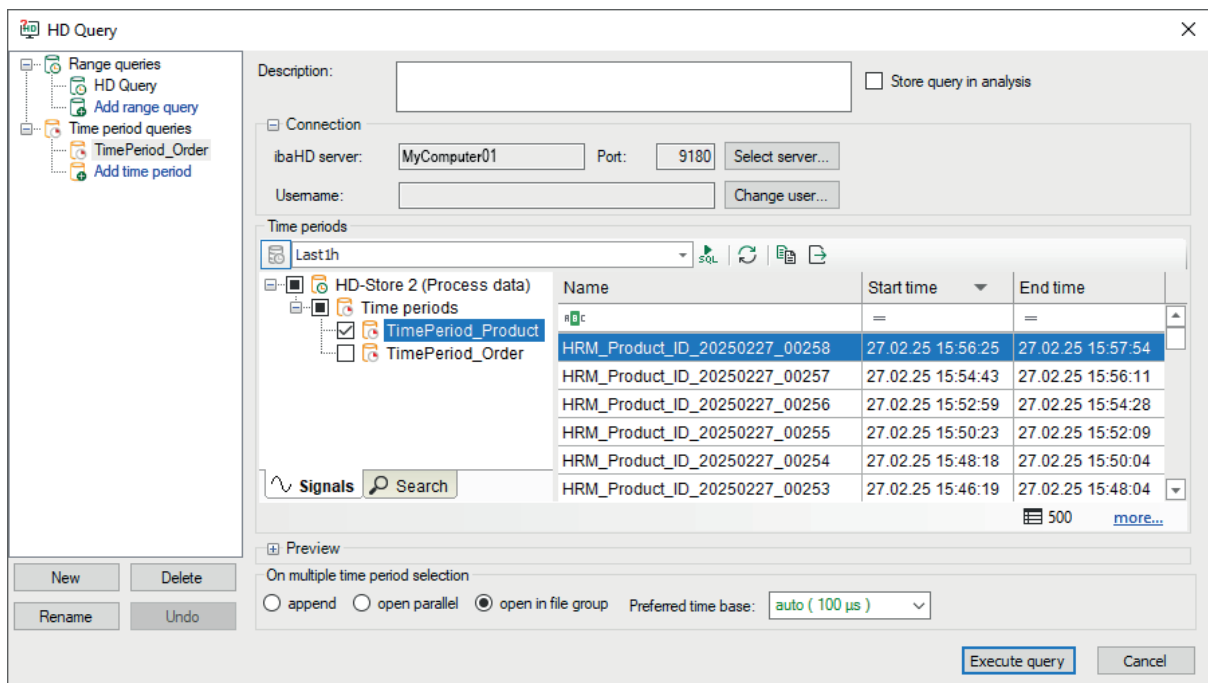 HD Query
Range queries
HD Query
Add range query
Time period queries
TimePeriod_Order
Add time period
New Delete
Rename Undo
Description:
Store query in analysis
Connection
ibaHD server: MyComputer01 Port: 9180 Select server...
Username: Change user...
Time periods
Last1h SQL
HD-Store 2 (Process data)
Time periods
TimePeriod_Product
TimePeriod_Order
Signals Search
Name Start time End time
ABC = =
HRM_Product_ID_20250227_00258 27.02.25 15:56:25 27.02.25 15:57:54
HRM_Product_ID_20250227_00257 27.02.25 15:54:43 27.02.25 15:56:11
HRM_Product_ID_20250227_00256 27.02.25 15:52:59 27.02.25 15:54:28
HRM_Product_ID_20250227_00255 27.02.25 15:50:23 27.02.25 15:52:09
HRM_Product_ID_20250227_00254 27.02.25 15:48:18 27.02.25 15:50:04
HRM_Product_ID_20250227_00253 27.02.25 15:46:19 27.02.25 15:48:04
500 more...
Preview
On multiple time period selection
append open parallel open in file group Preferred time base: auto ( 100 µs )
Execute query Cancel